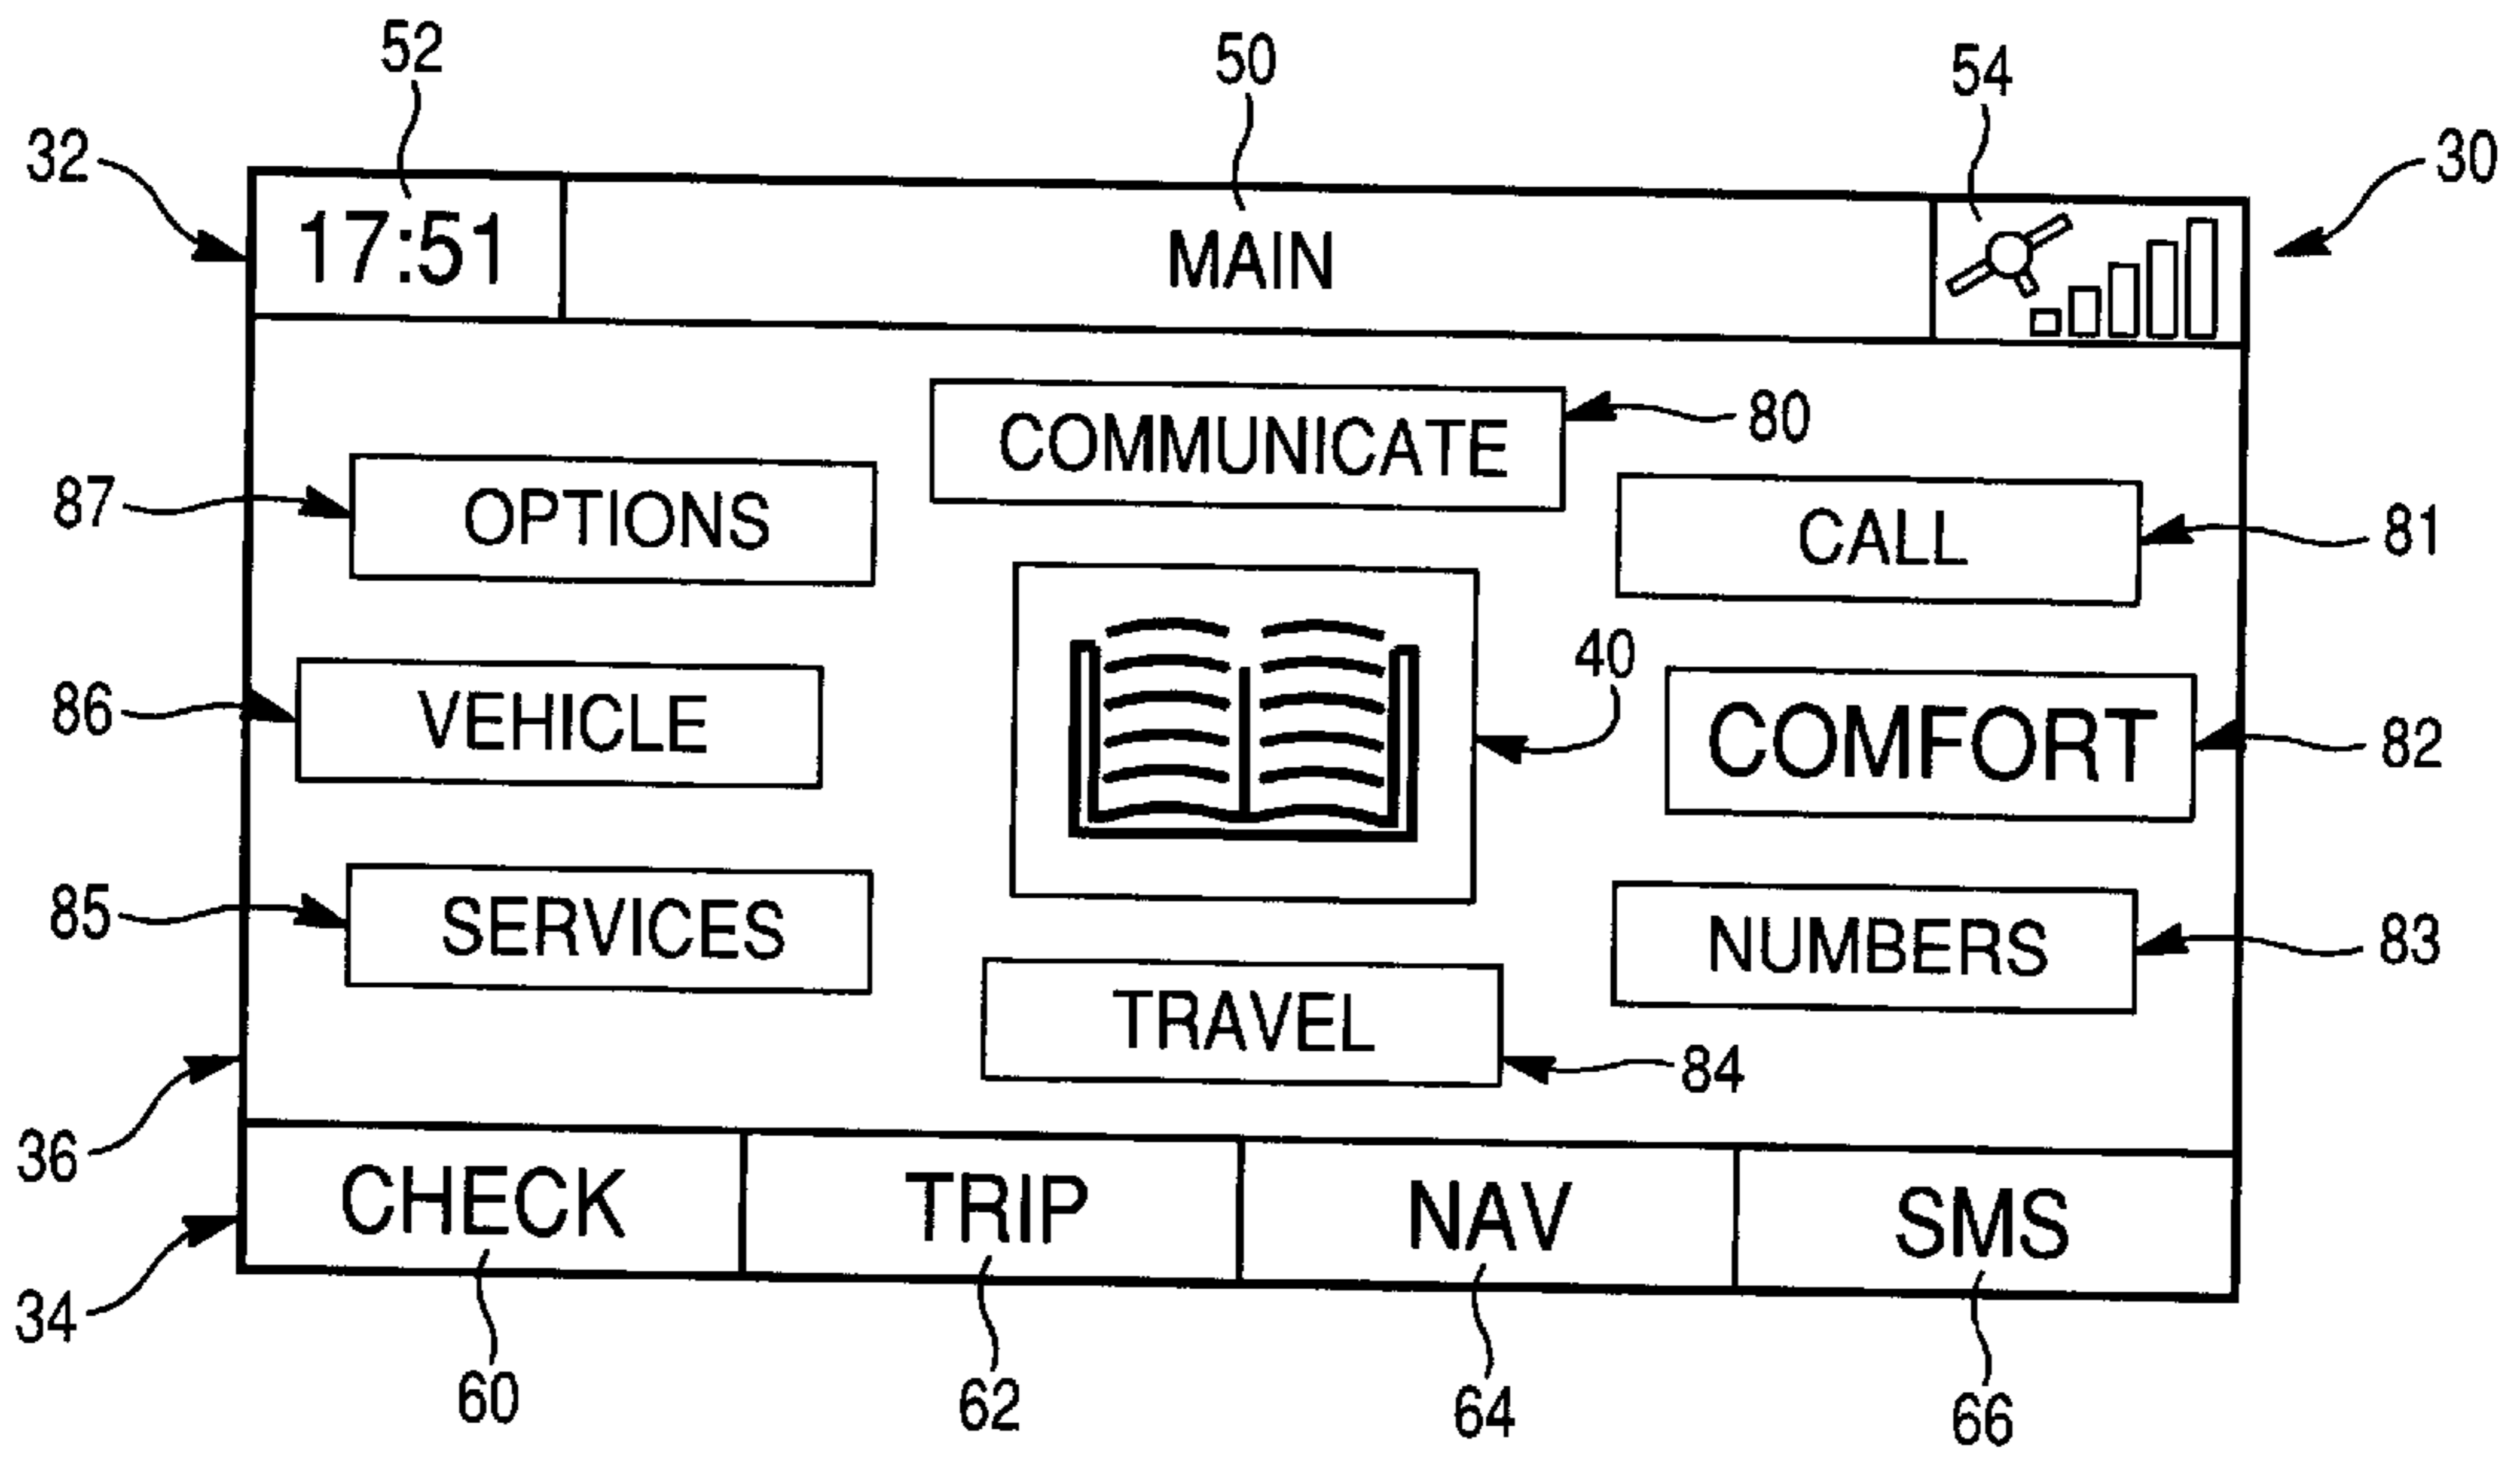 52 50 54
32 30
17:51 MAIN
COMMUNICATE 80
87 OPTIONS CALL 81
40
86 VEHICLE COMFORT 82
85 SERVICES NUMBERS 83
TRAVEL 84
36
CHECK TRIP NAV SMS
34
60 62 64 66